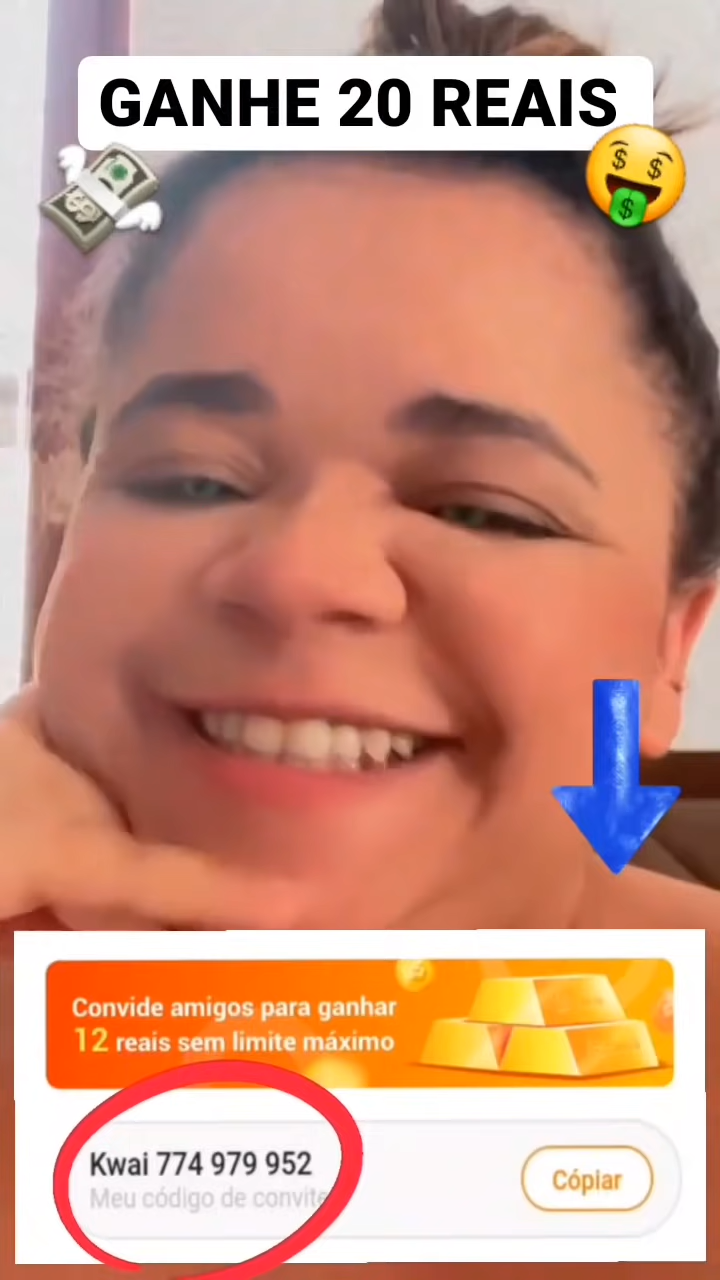 GANHE 20 REAIS
Convide amigos para ganhar
12 reais sem limite máximo
Kwai 774 979 952
Meu código de convite
Cópiar